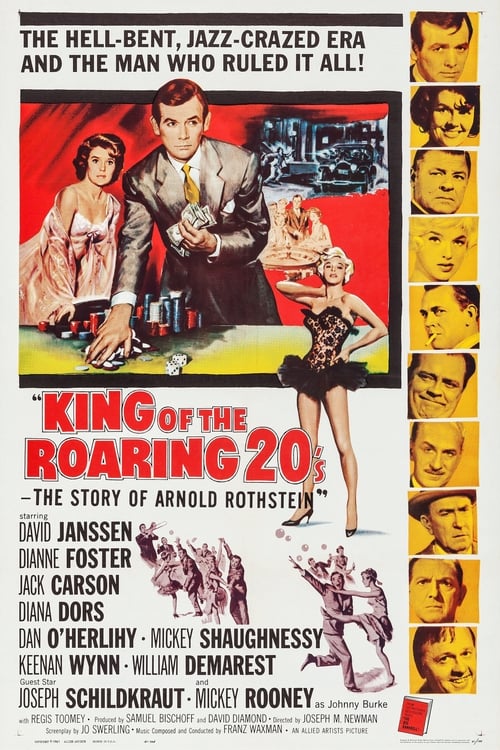 THE HELL-BENT, JAZZ-CRAZED ERA
AND THE MAN WHO RULED IT ALL!
"KING OF THE
ROARING 20's
—THE STORY OF ARNOLD ROTHSTEIN"
starring
DAVID JANSSEN
DIANNE FOSTER
JACK CARSON
DIANA DORS
DAN O'HERLIHY · MICKEY SHAUGHNESSY
KEENAN WYNN · WILLIAM DEMAREST
Guest Star and
JOSEPH SCHILDKRAUT · MICKEY ROONEY as Johnny Burke
with REGIS TOOMEY · Produced by SAMUEL BISCHOFF and DAVID DIAMOND · Directed by JOSEPH M. NEWMAN
Screenplay by JO SWERLING · Music Composed and Conducted by FRANZ WAXMAN · AN ALLIED ARTISTS PICTURE